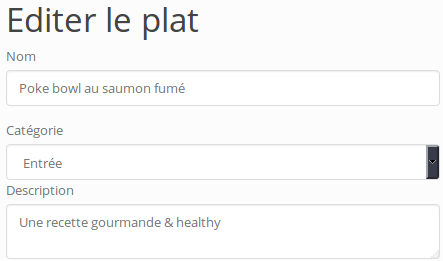 Editer le plat
Nom
Poke bowl au saumon fumé
Catégorie
Entrée
Description
Une recette gourmande & healthy